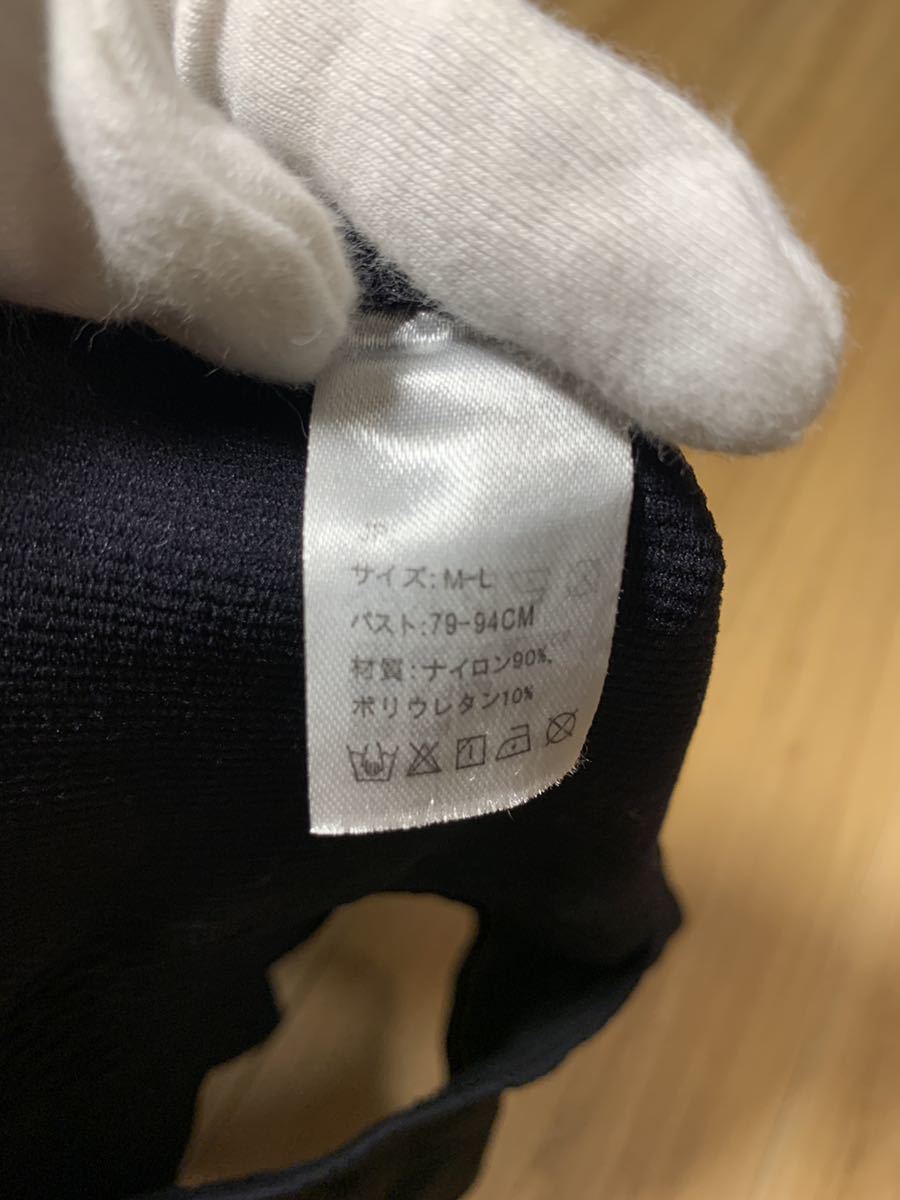 JP
サイズ:M-L
バスト:79-94CM
材質:ナイロン90%、
ポリウレタン10%